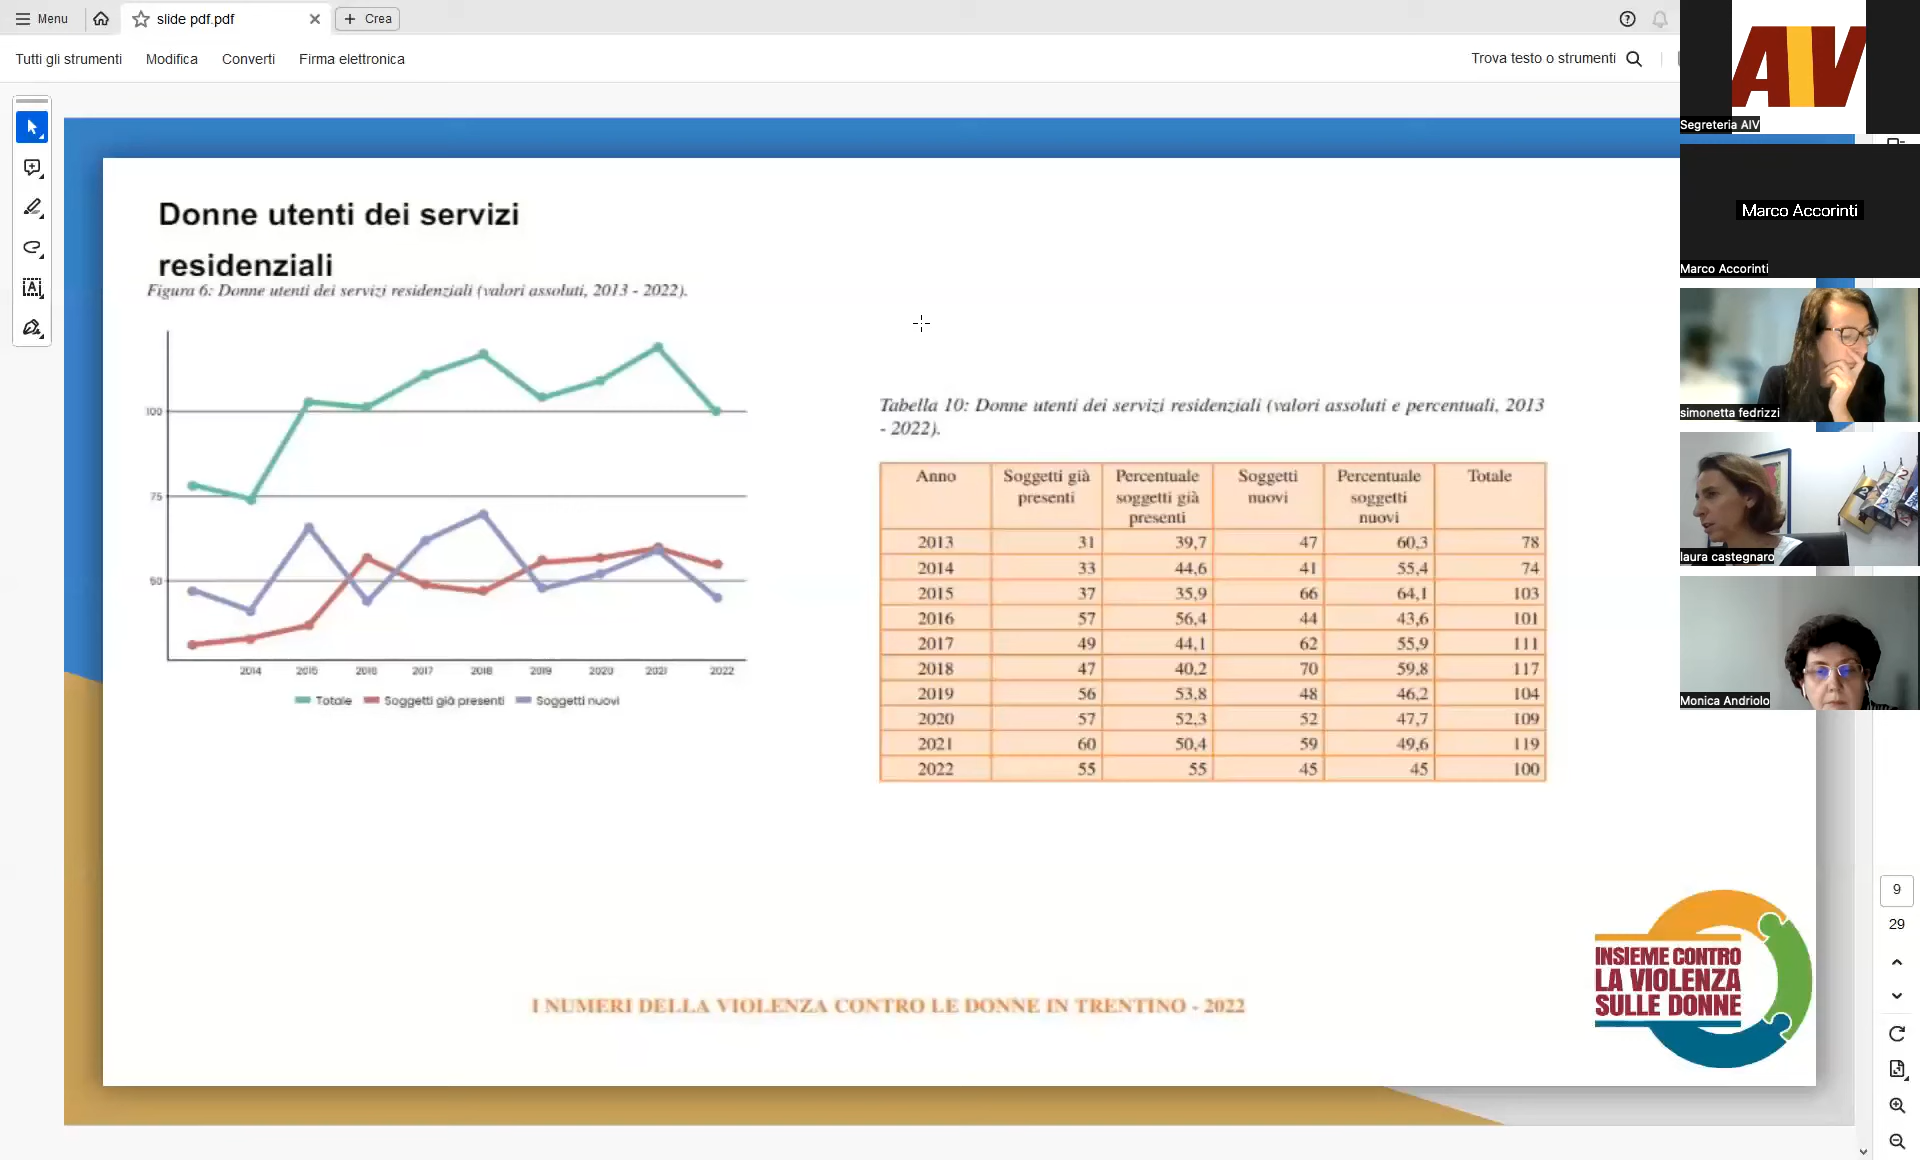 Menu
slide pdf.pdf
Crea
Tutti gli strumenti
Modifica
Converti
Firma elettronica
Trova testo o strumenti
Donne utenti dei servizi
residenziali
Figura 6: Donne utenti dei servizi residenziali (valori assoluti, 2013 - 2022).
100
75
50
2014 2015 2016 2017 2018 2019 2020 2021 2022
Totale Soggetti già presenti Soggetti nuovi
Tabella 10: Donne utenti dei servizi residenziali (valori assoluti e percentuali, 2013
- 2022).
Anno Soggetti già Percentuale Soggetti Percentuale Totale
presenti soggetti già nuovi soggetti
presenti nuovi
2013 31 39,7 47 60,3 78
2014 33 44,6 41 55,4 74
2015 37 35,9 66 64,1 103
2016 57 56,4 44 43,6 101
2017 49 44,1 62 55,9 111
2018 47 40,2 70 59,8 117
2019 56 53,8 48 46,2 104
2020 57 52,3 52 47,7 109
2021 60 50,4 59 49,6 119
2022 55 55 45 45 100
I NUMERI DELLA VIOLENZA CONTRO LE DONNE IN TRENTINO - 2022
INSIEME CONTRO
LA VIOLENZA
SULLE DONNE
AIV
Segreteria AIV
Marco Accorinti
Marco Accorinti
simonetta fedrizzi
laura castegnaro
Monica Andriolo
9
29